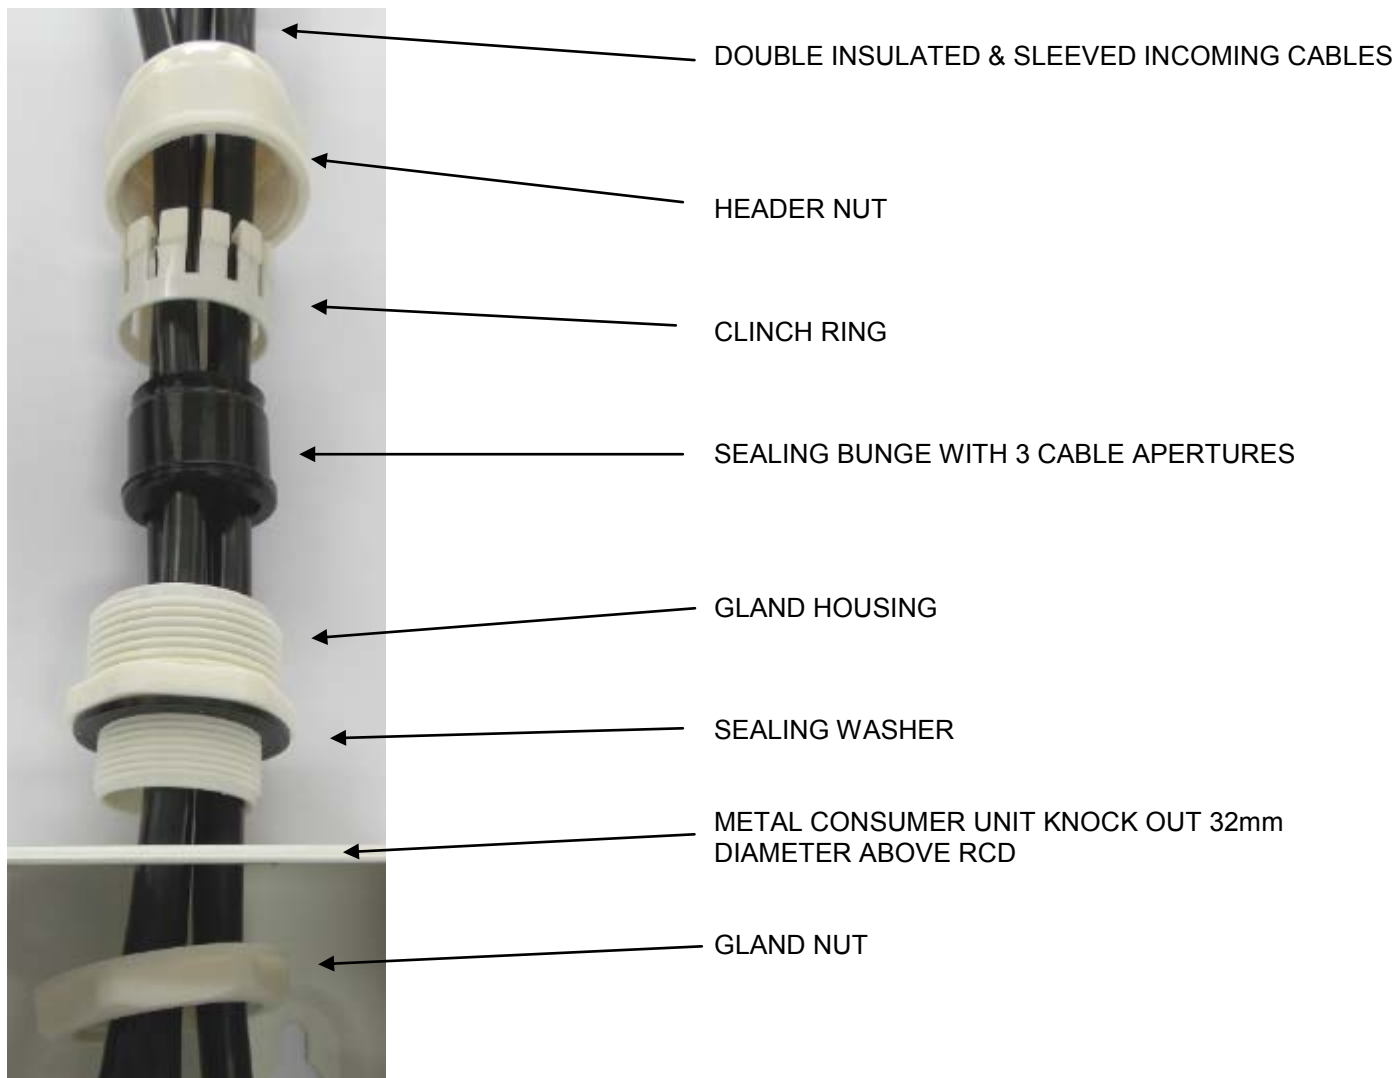 DOUBLE INSULATED & SLEEVED INCOMING CABLES
HEADER NUT
CLINCH RING
SEALING BUNGE WITH 3 CABLE APERTURES
GLAND HOUSING
SEALING WASHER
METAL CONSUMER UNIT KNOCK OUT 32mm
DIAMETER ABOVE RCD
GLAND NUT